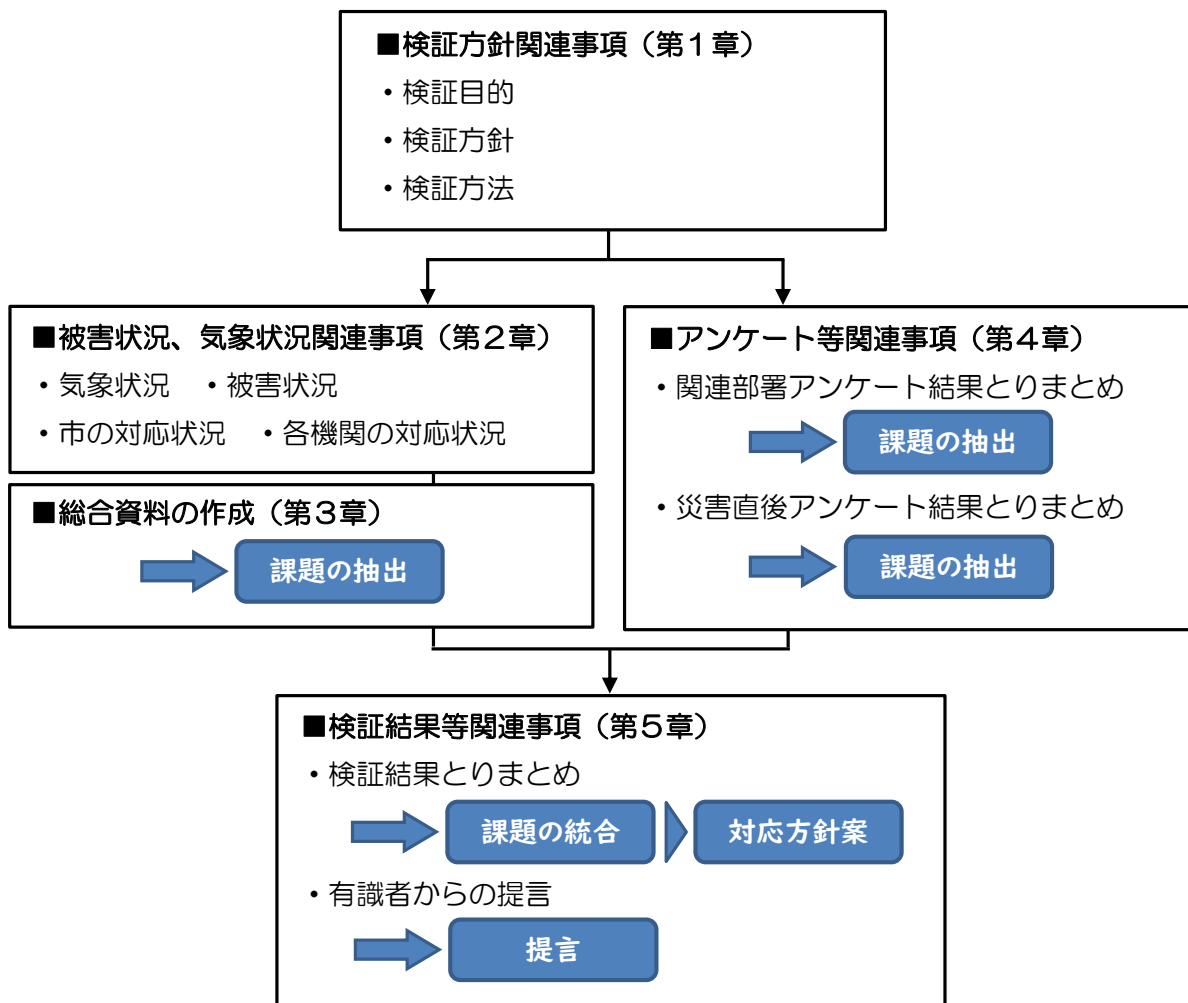 ■検証方針関連事項（第１章）
・検証目的
・検証方針
・検証方法
■被害状況、気象状況関連事項（第２章）
・気象状況　・被害状況
・市の対応状況　・各機関の対応状況
■総合資料の作成（第３章）
課題の抽出
■アンケート等関連事項（第４章）
・関連部署アンケート結果とりまとめ
課題の抽出
・災害直後アンケート結果とりまとめ
課題の抽出
■検証結果等関連事項（第５章）
・検証結果とりまとめ
課題の統合　対応方針案
・有識者からの提言
提言